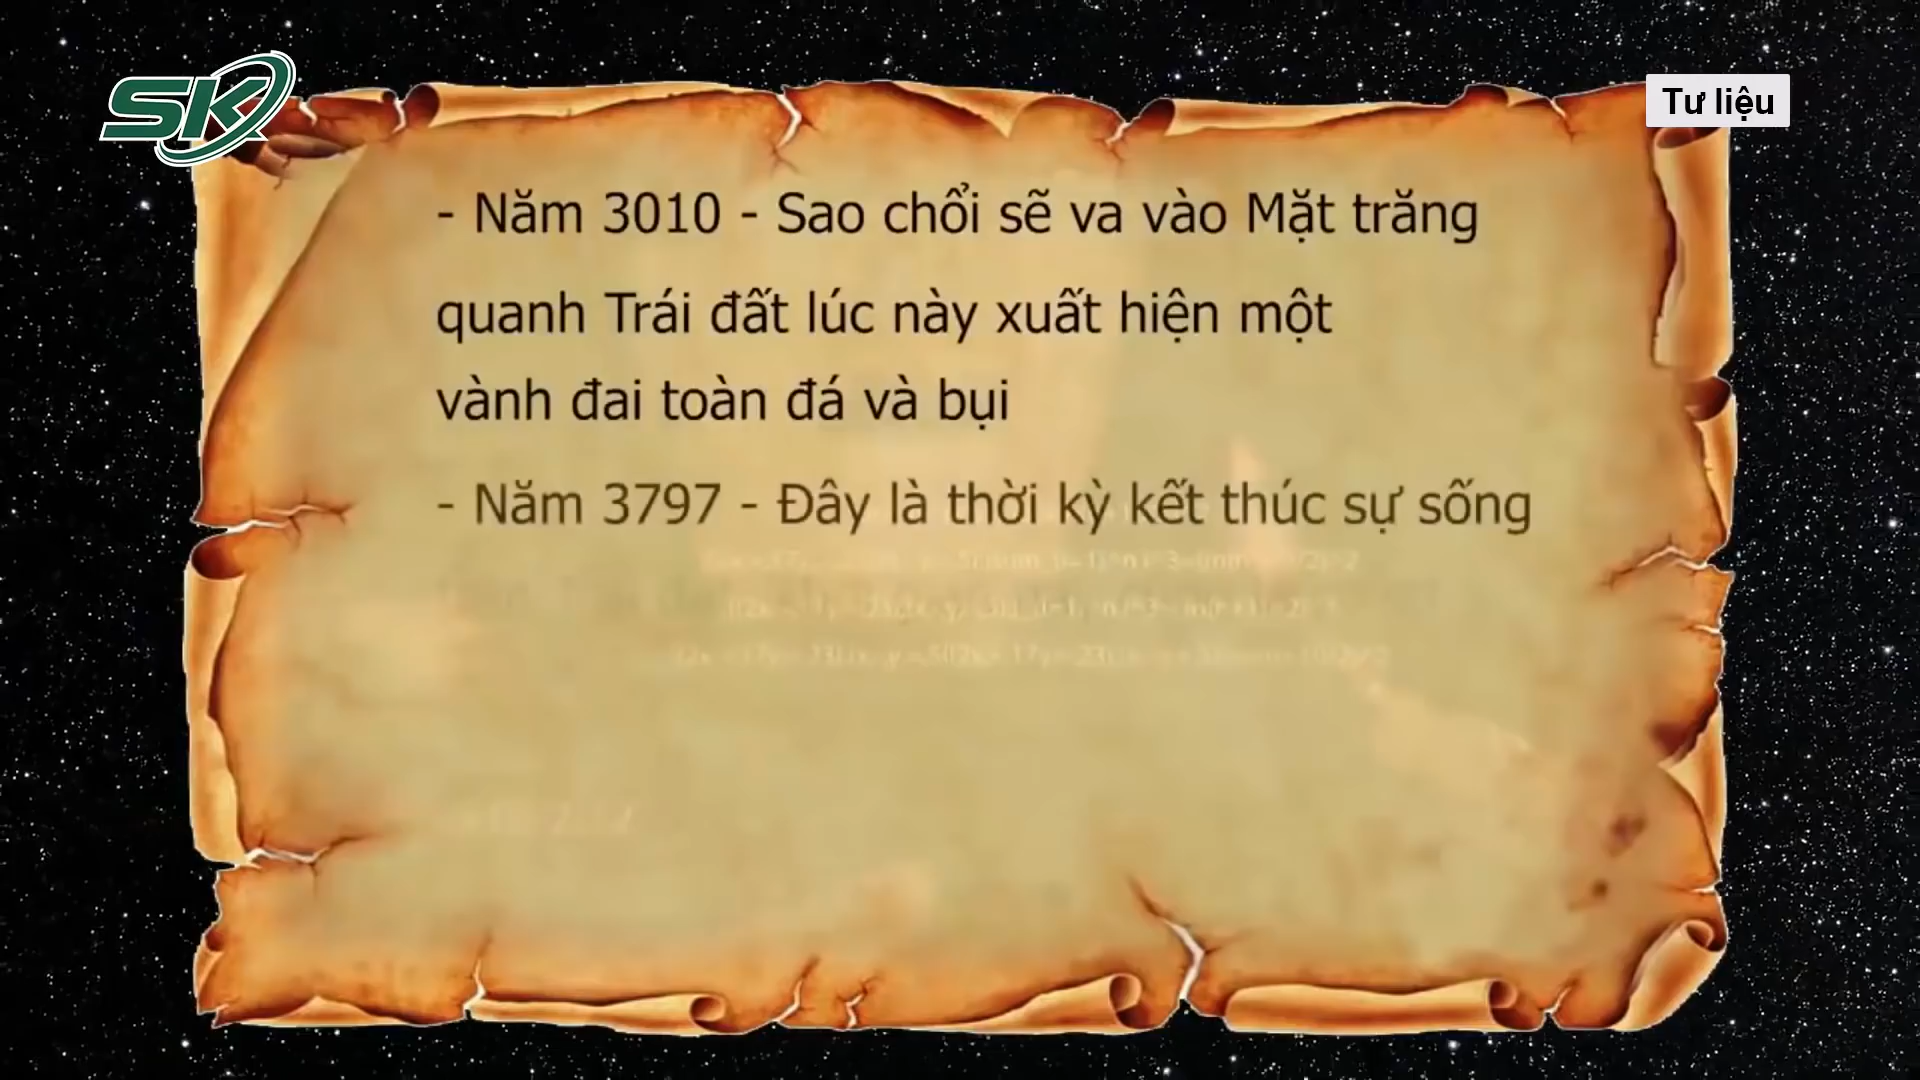 SK
Tư liệu
- Năm 3010 - Sao chổi sẽ va vào Mặt trăng
quanh Trái đất lúc này xuất hiện một
vành đai toàn đá và bụi
- Năm 3797 - Đây là thời kỳ kết thúc sự sống